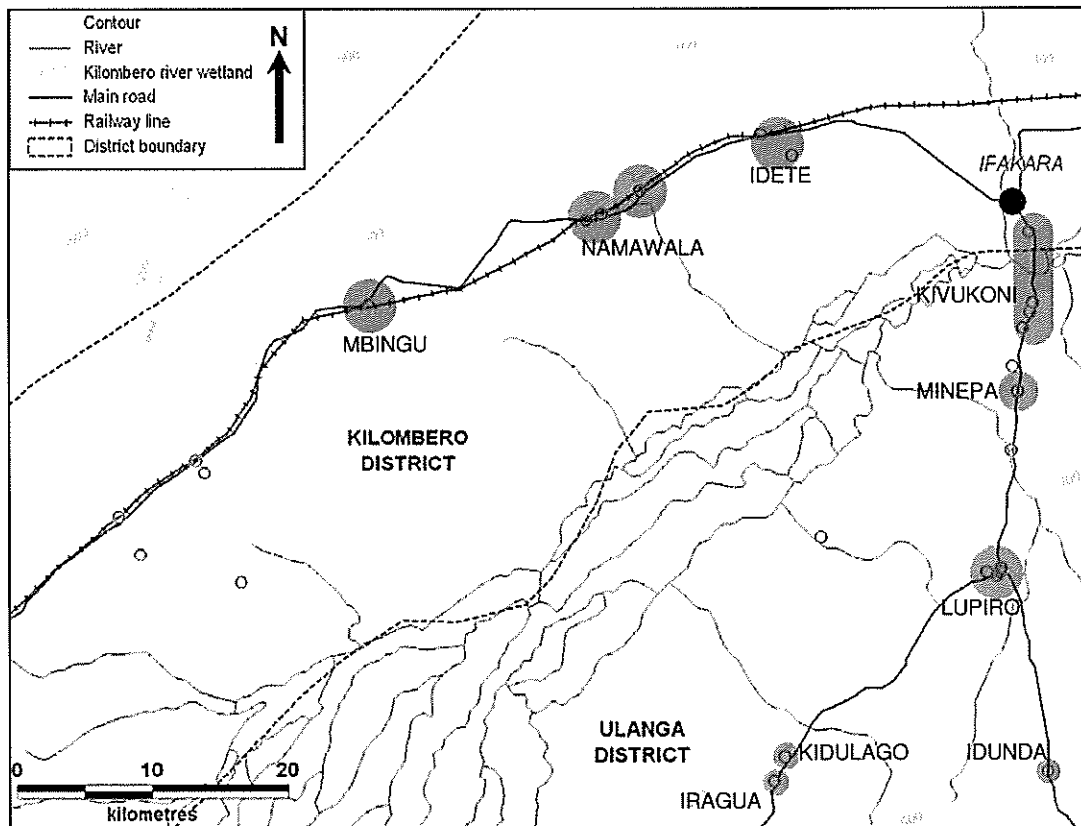 Contour
River
Kilombero river wetland
Main road
Railway line
District boundary
N
IDETE
IFAKARA
NAMAWALA
KIVUKONI
MBINGU
MINEPA
KILOMBERO
DISTRICT
LUPIRO
ULANGA
DISTRICT
KIDULAGO
IDUNDA
IRAGUA
0 10 20
kilometres